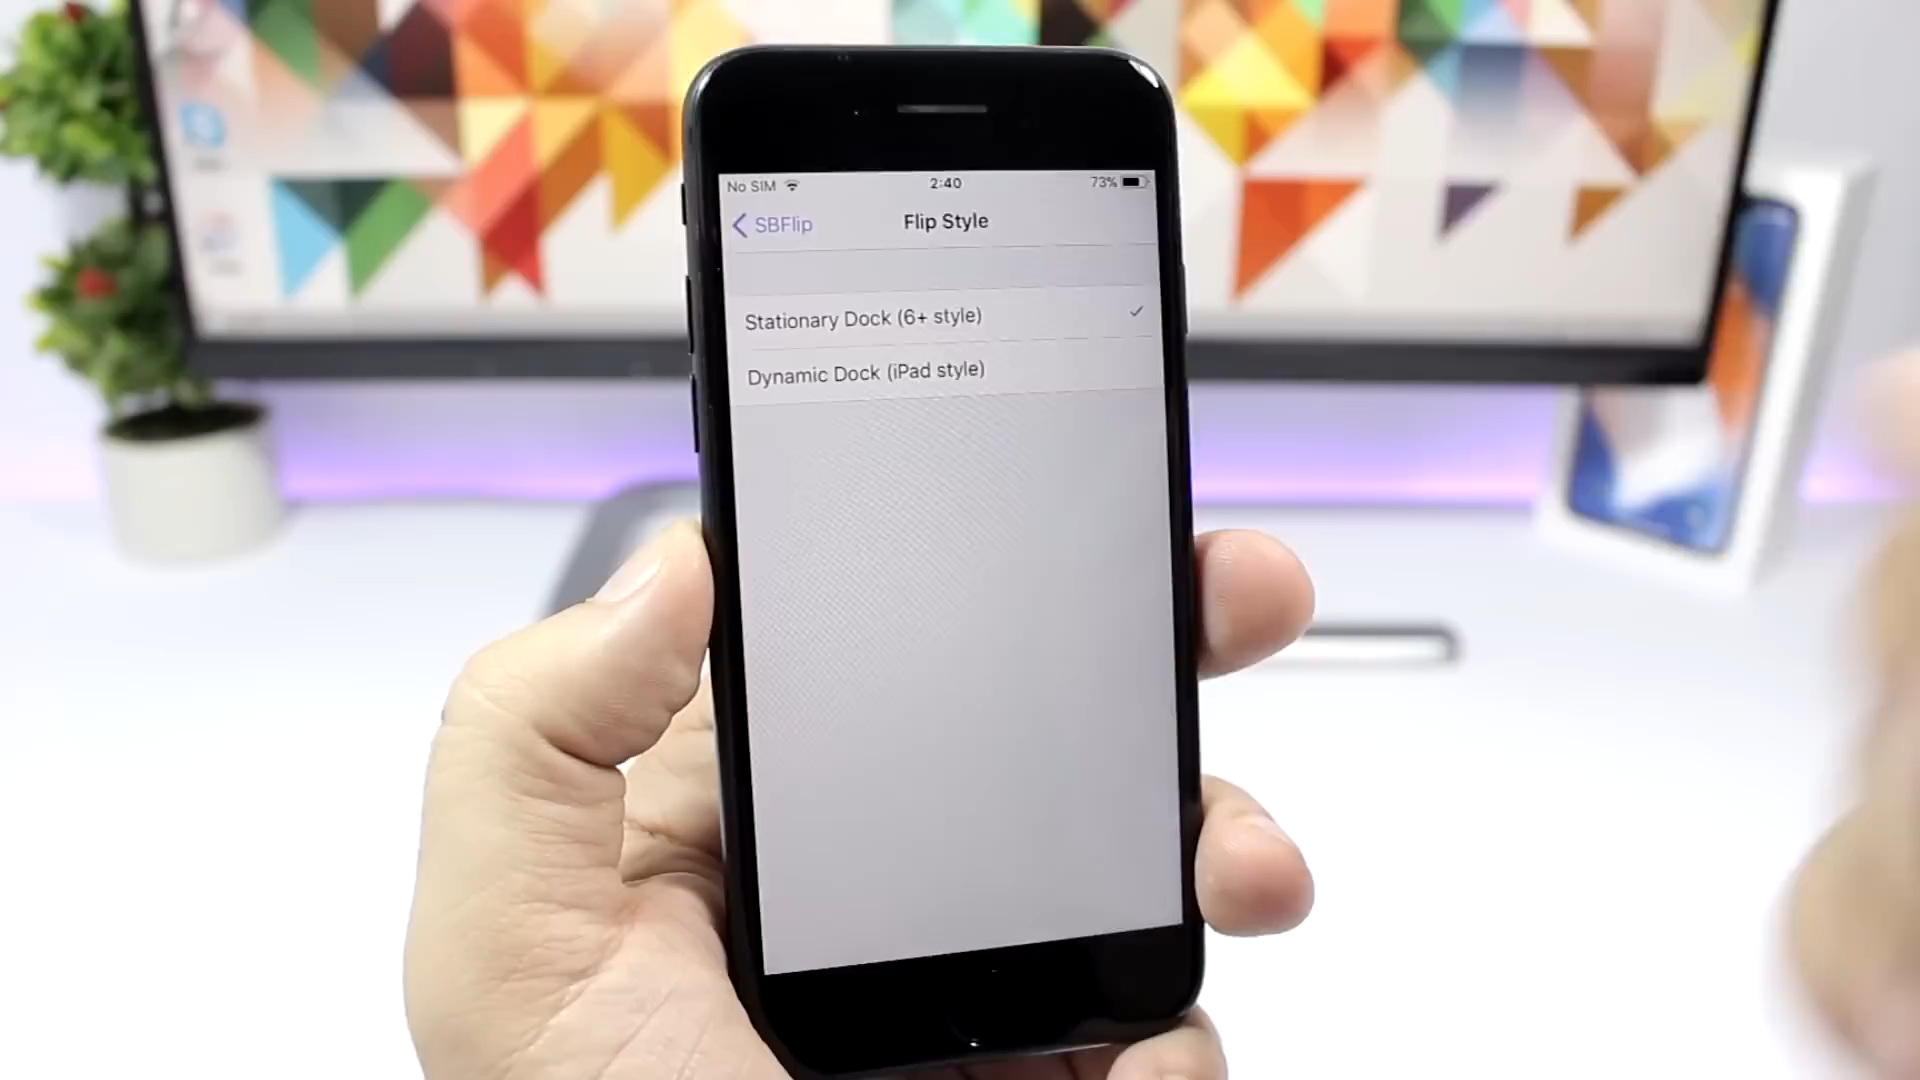 No SIM 2:40 73%
SBFlip Flip Style
Stationary Dock (6+ style)
Dynamic Dock (iPad style)